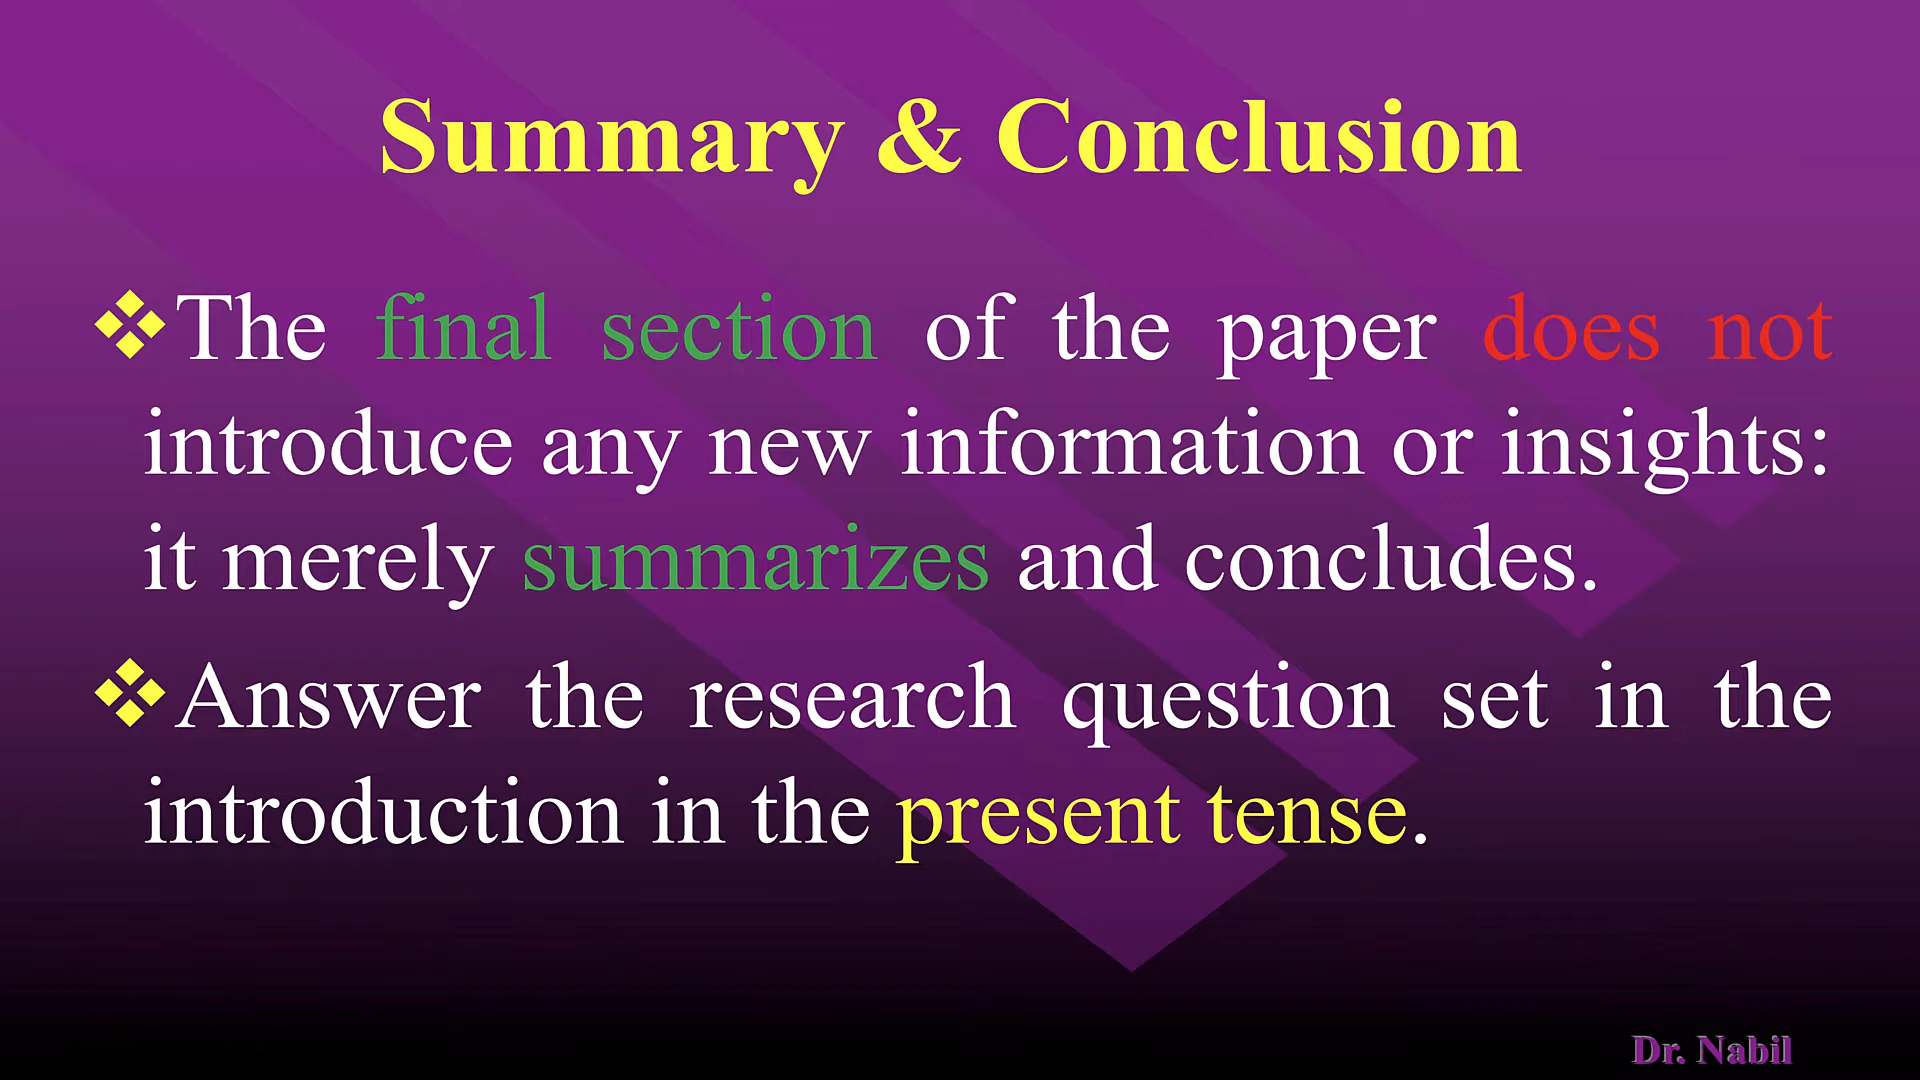 Summary & Conclusion
❖The final section of the paper does not
introduce any new information or insights:
it merely summarizes and concludes.
❖Answer the research question set in the
introduction in the present tense.
Dr. Nabil